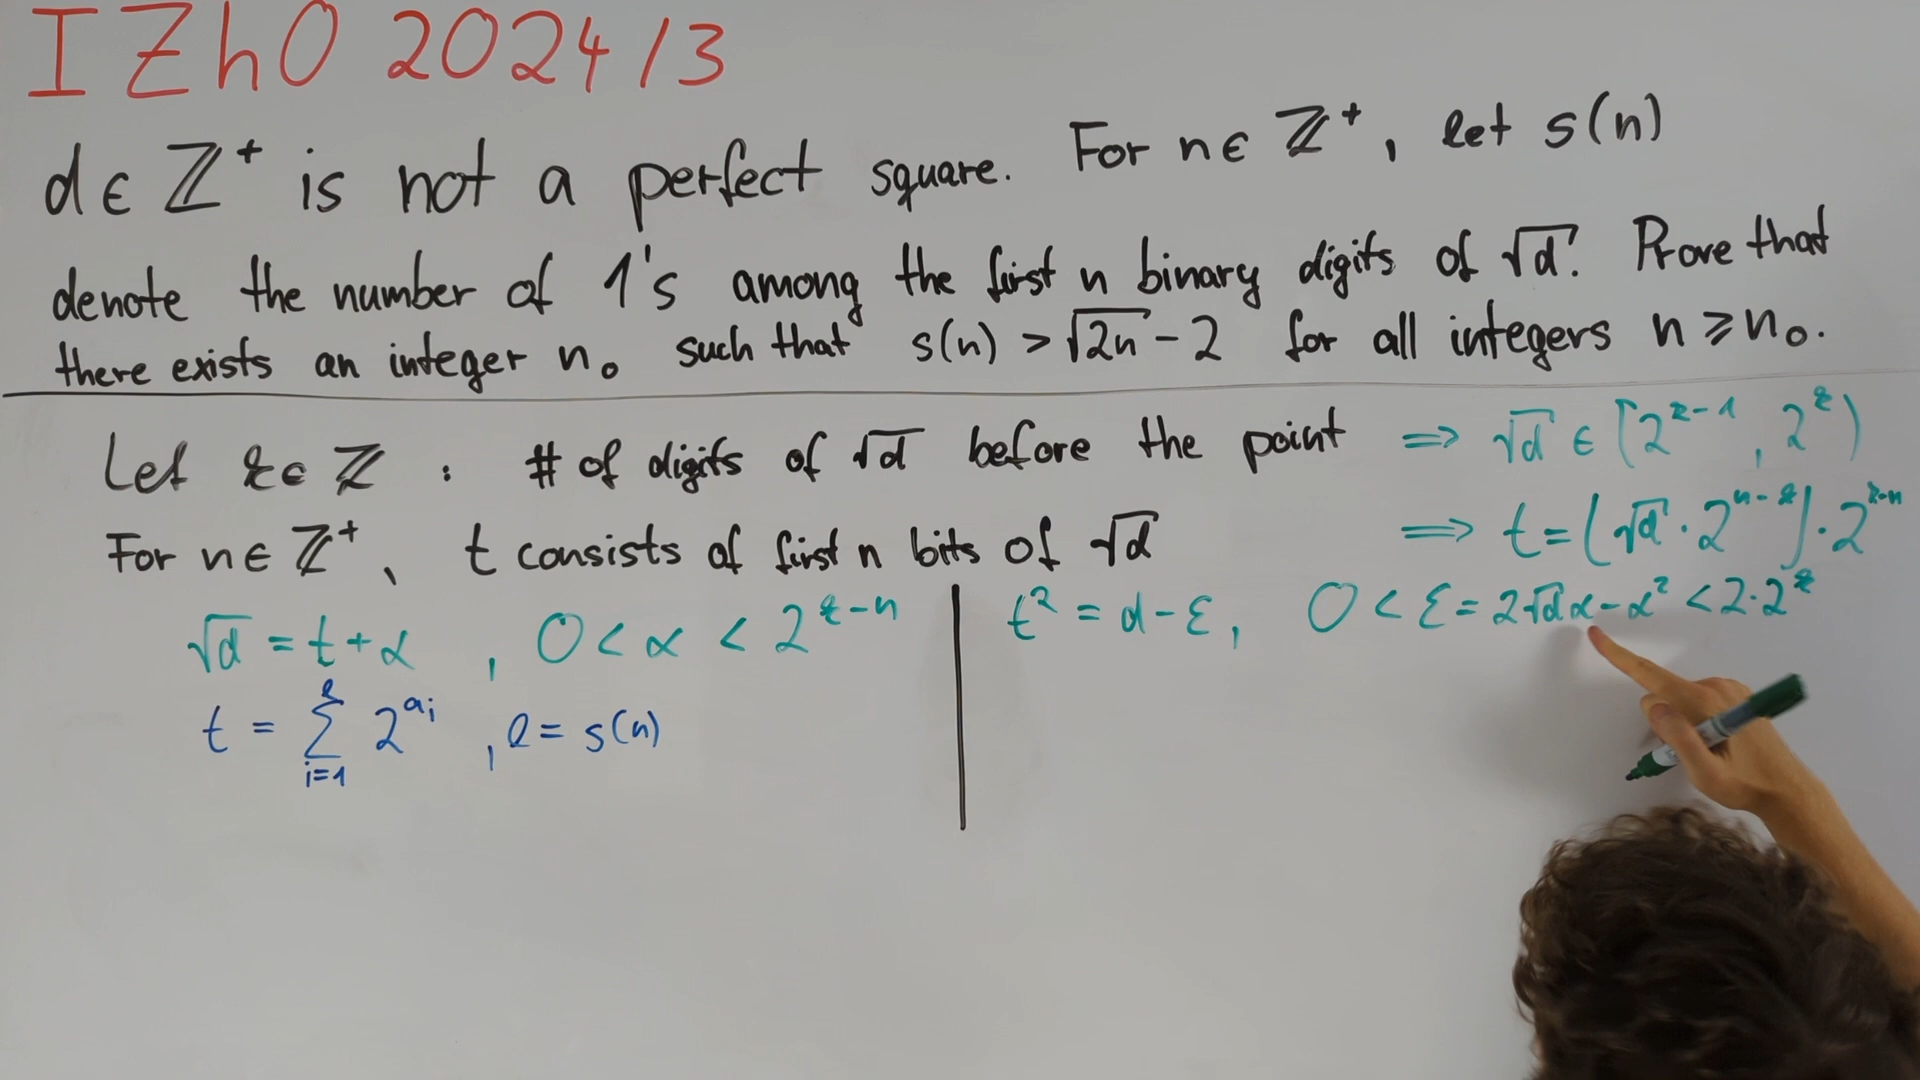 IZhO 2024/3
d ∈ ℤ⁺ is not a perfect square. For n ∈ ℤ⁺, let s(n)
denote the number of 1's among the first n binary digits of √d. Prove that
there exists an integer n₀ such that s(n) > √2n - 2 for all integers n ≥ n₀.
Let k ∈ ℤ : # of digits of √d before the point ⇒ √d ∈ [2^{k-1}, 2^k)
For n ∈ ℤ⁺, t consists of first n bits of √d ⇒ t = ⌊√d · 2^{n-k}⌋ · 2^{k-n}
√d = t + α, 0 < α < 2^{k-n}
t = ∑_{i=1}^{ℓ} 2^{a_i}, ℓ = s(n)
t² = d - ε, 0 < ε = 2√dα - α² < 2·2^k